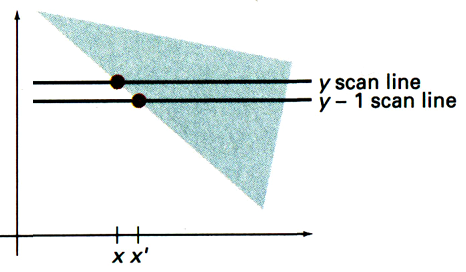 y scan line
y – 1 scan line
x x'